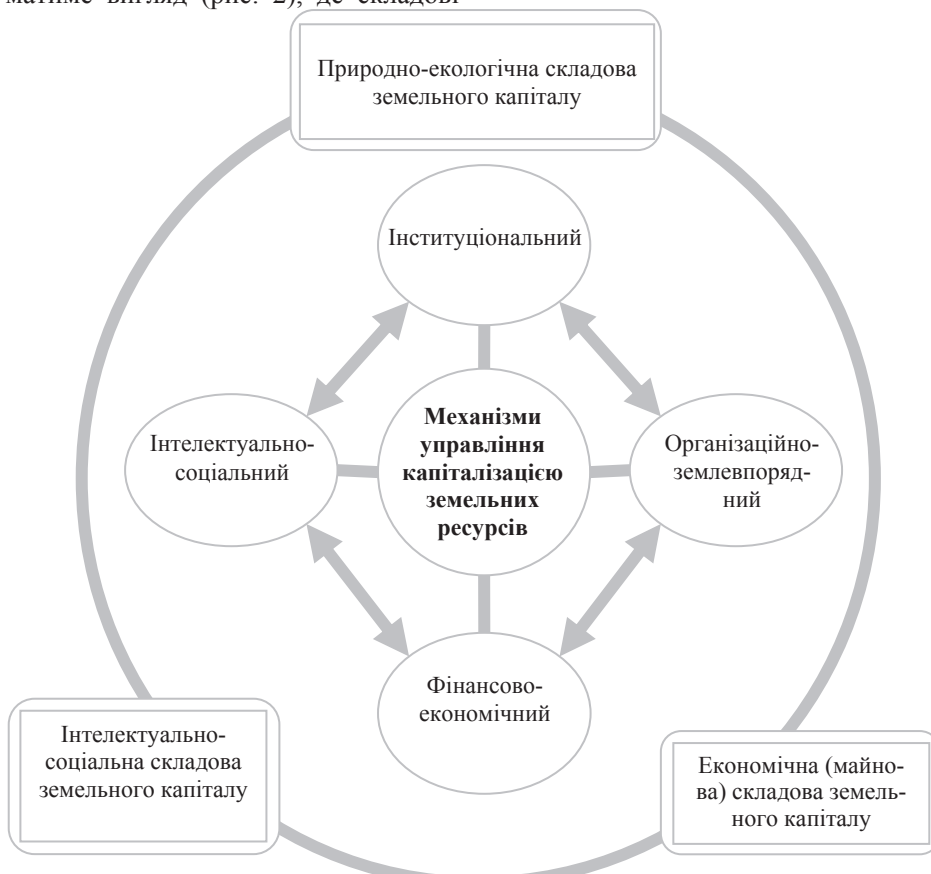 матиме вигляд (рис. 2), де складові
Природно-екологічна складова
земельного капіталу
Інституціональний
Інтелектуально-
соціальний
Механізми
управління
капіталізацією
земельних
ресурсів
Організаційно-
землевпоряд-
ний
Фінансово-
економічний
Інтелектуально-
соціальна складова
земельного капіталу
Економічна (майно-
ва) складова земель-
ного капіталу